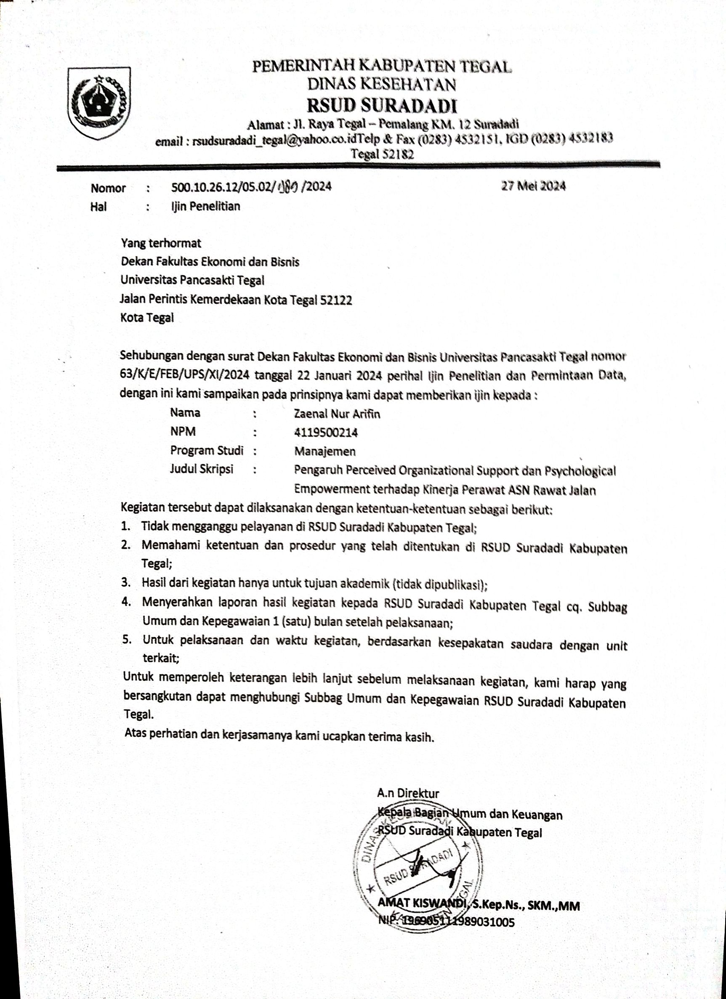 PEMERINTAH KABUPATEN TEGAL
DINAS KESEHATAN
RSUD SURADADI
Alamat : Jl. Raya Tegal – Pemalang KM. 12 Suradadi
email : rsudsuradadi_tegal@yahoo.co.idTelp & Fax (0283) 4532151, IGD (0283) 4532183
Tegal 52182
Nomor : 500.10.26.12/05.02/ /2024 27 Mei 2024
Hal : Ijin Penelitian
Yang terhormat
Dekan Fakultas Ekonomi dan Bisnis
Universitas Pancasakti Tegal
Jalan Perintis Kemerdekaan Kota Tegal 52122
Kota Tegal
Sehubungan dengan surat Dekan Fakultas Ekonomi dan Bisnis Universitas Pancasakti Tegal nomor
63/K/E/FEB/UPS/XI/2024 tanggal 22 Januari 2024 perihal Ijin Penelitian dan Permintaan Data,
dengan ini kami sampaikan pada prinsipnya kami dapat memberikan ijin kepada :
Nama : Zaenal Nur Arifin
NPM : 4119500214
Program Studi : Manajemen
Judul Skripsi : Pengaruh Perceived Organizational Support dan Psychological
Empowerment terhadap Kinerja Perawat ASN Rawat Jalan
Kegiatan tersebut dapat dilaksanakan dengan ketentuan-ketentuan sebagai berikut:
1. Tidak mengganggu pelayanan di RSUD Suradadi Kabupaten Tegal;
2. Memahami ketentuan dan prosedur yang telah ditentukan di RSUD Suradadi Kabupaten
Tegal;
3. Hasil dari kegiatan hanya untuk tujuan akademik (tidak dipublikasi);
4. Menyerahkan laporan hasil kegiatan kepada RSUD Suradadi Kabupaten Tegal cq. Subbag
Umum dan Kepegawaian 1 (satu) bulan setelah pelaksanaan;
5. Untuk pelaksanaan dan waktu kegiatan, berdasarkan kesepakatan saudara dengan unit
terkait;
Untuk memperoleh keterangan lebih lanjut sebelum melaksanaan kegiatan, kami harap yang
bersangkutan dapat menghubungi Subbag Umum dan Kepegawaian RSUD Suradadi Kabupaten
Tegal.
Atas perhatian dan kerjasamanya kami ucapkan terima kasih.
A.n Direktur
Kepala Bagian Umum dan Keuangan
RSUD Suradadi Kabupaten Tegal
DINAS KESEHATAN
RSUD SURADADI
KABUPATEN TEGAL
AMAT KISWANDI, S.Kep.Ns., SKM.,MM
NIP. 196905111989031005